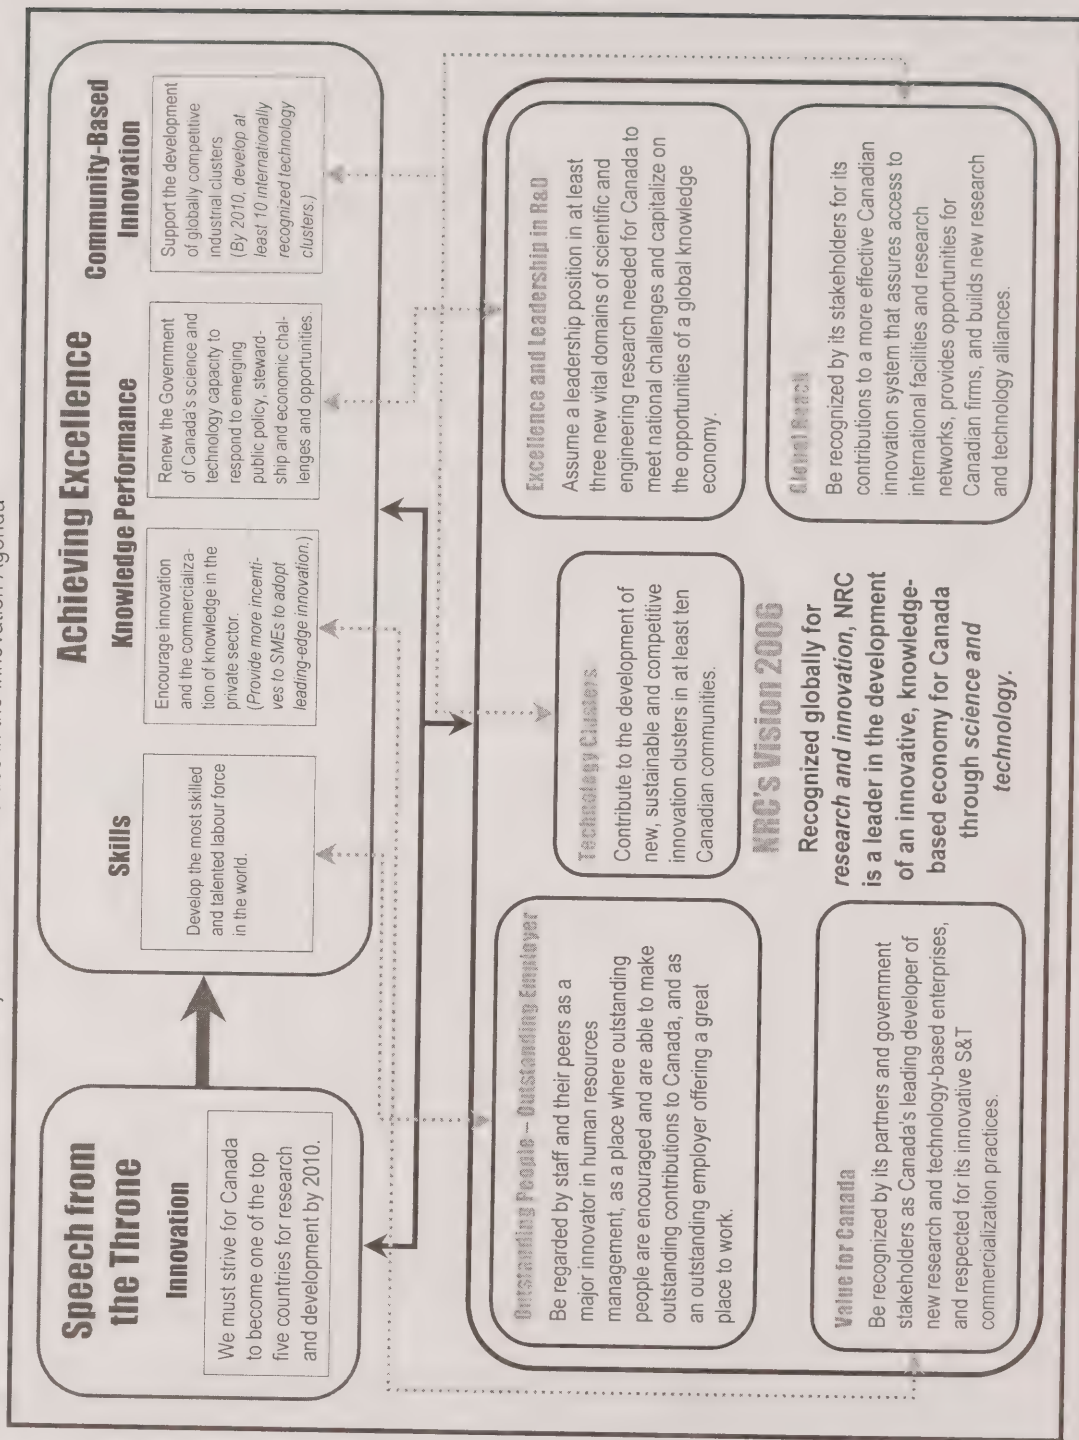 in the Innovation Agenda
Speech from
the Throne
Innovation
We must strive for Canada
to become one of the top
five countries for research
and development by 2010.
Achieving Excellence
Skills
Develop the most skilled
and talented labour force
in the world.
Knowledge Performance
Encourage innovation
and the commercializa-
tion of knowledge in the
private sector.
(Provide more incenti-
ves to SMEs to adopt
leading-edge innovation.)
Renew the Government
of Canada's science and
technology capacity to
respond to emerging
public policy, steward-
ship and economic chal-
lenges and opportunities.
Community-Based
Innovation
Support the development
of globally competitive
industrial clusters
(By 2010, develop at
least 10 internationally
recognized technology
clusters.)
Outstanding People – Outstanding Employer
Be regarded by staff and their peers as a
major innovator in human resources
management, as a place where outstanding
people are encouraged and are able to make
outstanding contributions to Canada, and as
an outstanding employer offering a great
place to work.
Technology Clusters
Contribute to the development of
new, sustainable and competitive
innovation clusters in at least ten
Canadian communities.
Excellence and Leadership in R&D
Assume a leadership position in at least
three new vital domains of scientific and
engineering research needed for Canada to
meet national challenges and capitalize on
the opportunities of a global knowledge
economy.
Value for Canada
Be recognized by its partners and government
stakeholders as Canada's leading developer of
new research and technology-based enterprises,
and respected for its innovative S&T
commercialization practices.
NRC's Vision 2006
Recognized globally for
research and innovation, NRC
is a leader in the development
of an innovative, knowledge-
based economy for Canada
through science and
technology.
Global Reach
Be recognized by its stakeholders for its
contributions to a more effective Canadian
innovation system that assures access to
international facilities and research
networks, provides opportunities for
Canadian firms, and builds new research
and technology alliances.